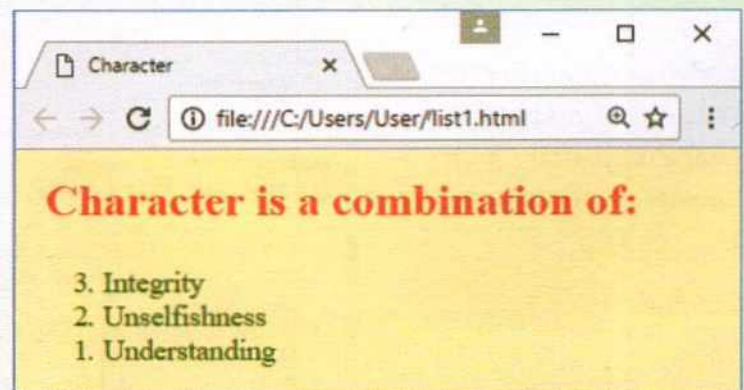 Character
file:///C:/Users/User/list1.html
Character is a combination of:
3. Integrity
2. Unselfishness
1. Understanding